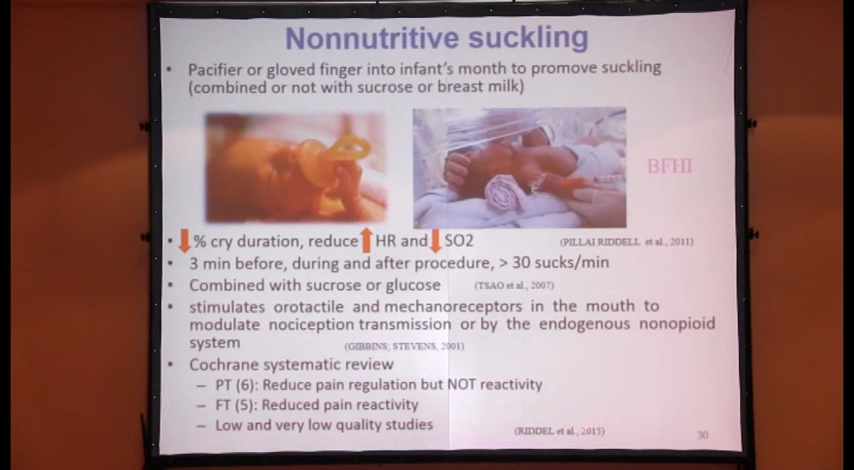 Nonnutritive suckling
• Pacifier or gloved finger into infant's month to promote suckling
(combined or not with sucrose or breast milk)
BFHI
• % cry duration, reduce HR and SO2 (PILLAI RIDDELL et al., 2011)
• 3 min before, during and after procedure, > 30 sucks/min
• Combined with sucrose or glucose (TSAO et al., 2007)
• stimulates orotactile and mechanoreceptors in the mouth to
modulate nociception transmission or by the endogenous nonopioid
system (GIBBINS; STEVENS, 2001)
• Cochrane systematic review
– PT (6): Reduce pain regulation but NOT reactivity
– FT (5): Reduced pain reactivity
– Low and very low quality studies (RIDDEL et al., 2015)
30